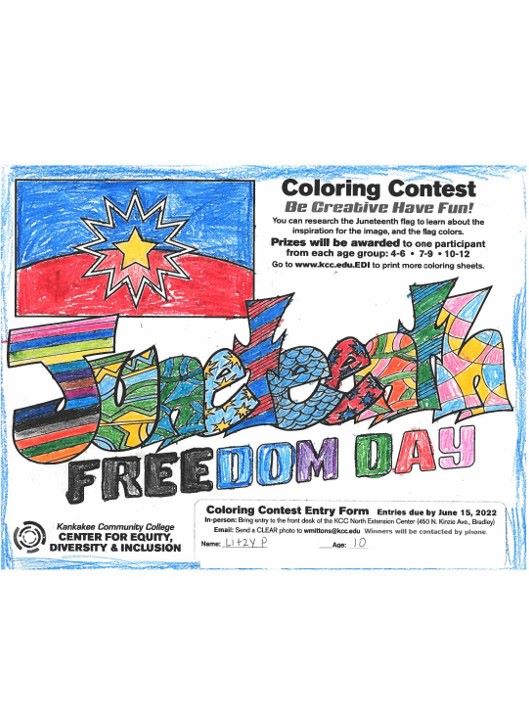 Coloring Contest
Be Creative Have Fun!
You can research the Juneteenth flag to learn about the
inspiration for the image, and the flag colors.
Prizes will be awarded to one participant
from each age group: 4-6 • 7-9 • 10-12
Go to www.kcc.edu.EDI to print more coloring sheets.
Juneteenth
FREEDOM DAY
Kankakee Community College
CENTER FOR EQUITY,
DIVERSITY & INCLUSION
Coloring Contest Entry Form Entries due by June 15, 2022
In-person: Bring entry to the front desk of the KCC North Extension Center (450 N. Kinzie Ave., Bradley)
Email: Send a CLEAR photo to wmittons@kcc.edu Winners will be contacted by phone.
Name: Litzy P Age: 10